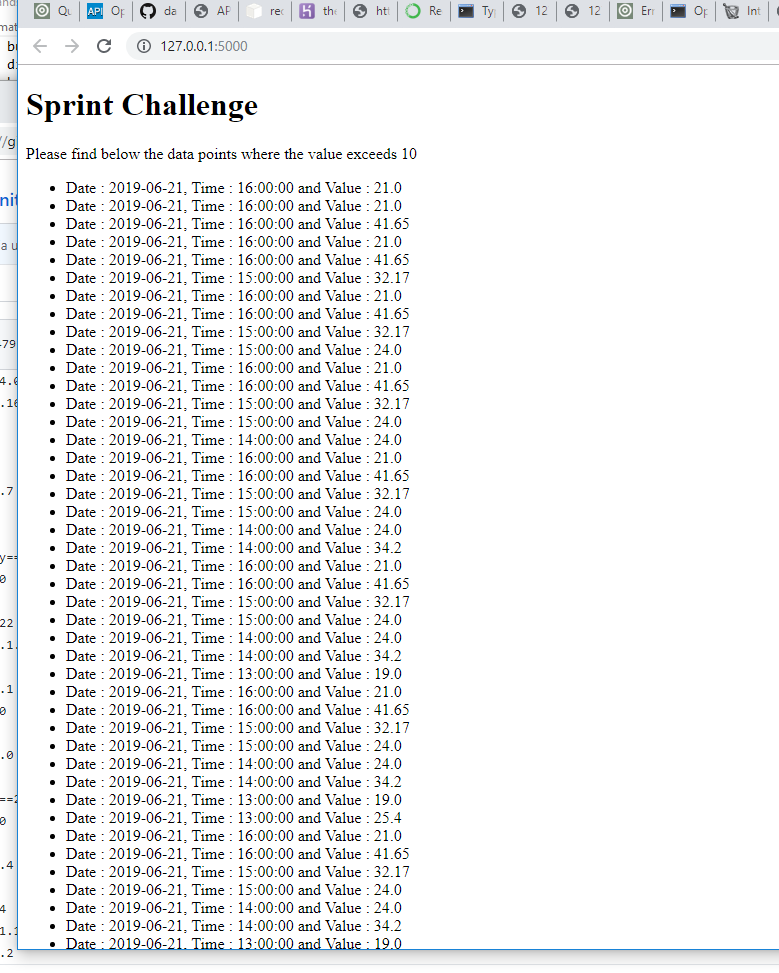 Qu
API Op
da
AP
rec
the
htt
Re
Typ
12
12
Err
Op
Int
127.0.0.1:5000
Sprint Challenge
Please find below the data points where the value exceeds 10
Date : 2019-06-21, Time : 16:00:00 and Value : 21.0
Date : 2019-06-21, Time : 16:00:00 and Value : 21.0
Date : 2019-06-21, Time : 16:00:00 and Value : 41.65
Date : 2019-06-21, Time : 16:00:00 and Value : 21.0
Date : 2019-06-21, Time : 16:00:00 and Value : 41.65
Date : 2019-06-21, Time : 15:00:00 and Value : 32.17
Date : 2019-06-21, Time : 16:00:00 and Value : 21.0
Date : 2019-06-21, Time : 16:00:00 and Value : 41.65
Date : 2019-06-21, Time : 15:00:00 and Value : 32.17
Date : 2019-06-21, Time : 15:00:00 and Value : 24.0
Date : 2019-06-21, Time : 16:00:00 and Value : 21.0
Date : 2019-06-21, Time : 16:00:00 and Value : 41.65
Date : 2019-06-21, Time : 15:00:00 and Value : 32.17
Date : 2019-06-21, Time : 15:00:00 and Value : 24.0
Date : 2019-06-21, Time : 14:00:00 and Value : 24.0
Date : 2019-06-21, Time : 16:00:00 and Value : 21.0
Date : 2019-06-21, Time : 16:00:00 and Value : 41.65
Date : 2019-06-21, Time : 15:00:00 and Value : 32.17
Date : 2019-06-21, Time : 15:00:00 and Value : 24.0
Date : 2019-06-21, Time : 14:00:00 and Value : 24.0
Date : 2019-06-21, Time : 14:00:00 and Value : 34.2
Date : 2019-06-21, Time : 16:00:00 and Value : 21.0
Date : 2019-06-21, Time : 16:00:00 and Value : 41.65
Date : 2019-06-21, Time : 15:00:00 and Value : 32.17
Date : 2019-06-21, Time : 15:00:00 and Value : 24.0
Date : 2019-06-21, Time : 14:00:00 and Value : 24.0
Date : 2019-06-21, Time : 14:00:00 and Value : 34.2
Date : 2019-06-21, Time : 13:00:00 and Value : 19.0
Date : 2019-06-21, Time : 16:00:00 and Value : 21.0
Date : 2019-06-21, Time : 16:00:00 and Value : 41.65
Date : 2019-06-21, Time : 15:00:00 and Value : 32.17
Date : 2019-06-21, Time : 15:00:00 and Value : 24.0
Date : 2019-06-21, Time : 14:00:00 and Value : 24.0
Date : 2019-06-21, Time : 14:00:00 and Value : 34.2
Date : 2019-06-21, Time : 13:00:00 and Value : 19.0
Date : 2019-06-21, Time : 13:00:00 and Value : 25.4
Date : 2019-06-21, Time : 16:00:00 and Value : 21.0
Date : 2019-06-21, Time : 16:00:00 and Value : 41.65
Date : 2019-06-21, Time : 15:00:00 and Value : 32.17
Date : 2019-06-21, Time : 15:00:00 and Value : 24.0
Date : 2019-06-21, Time : 14:00:00 and Value : 24.0
Date : 2019-06-21, Time : 14:00:00 and Value : 34.2
Date : 2019-06-21, Time : 13:00:00 and Value : 19.0